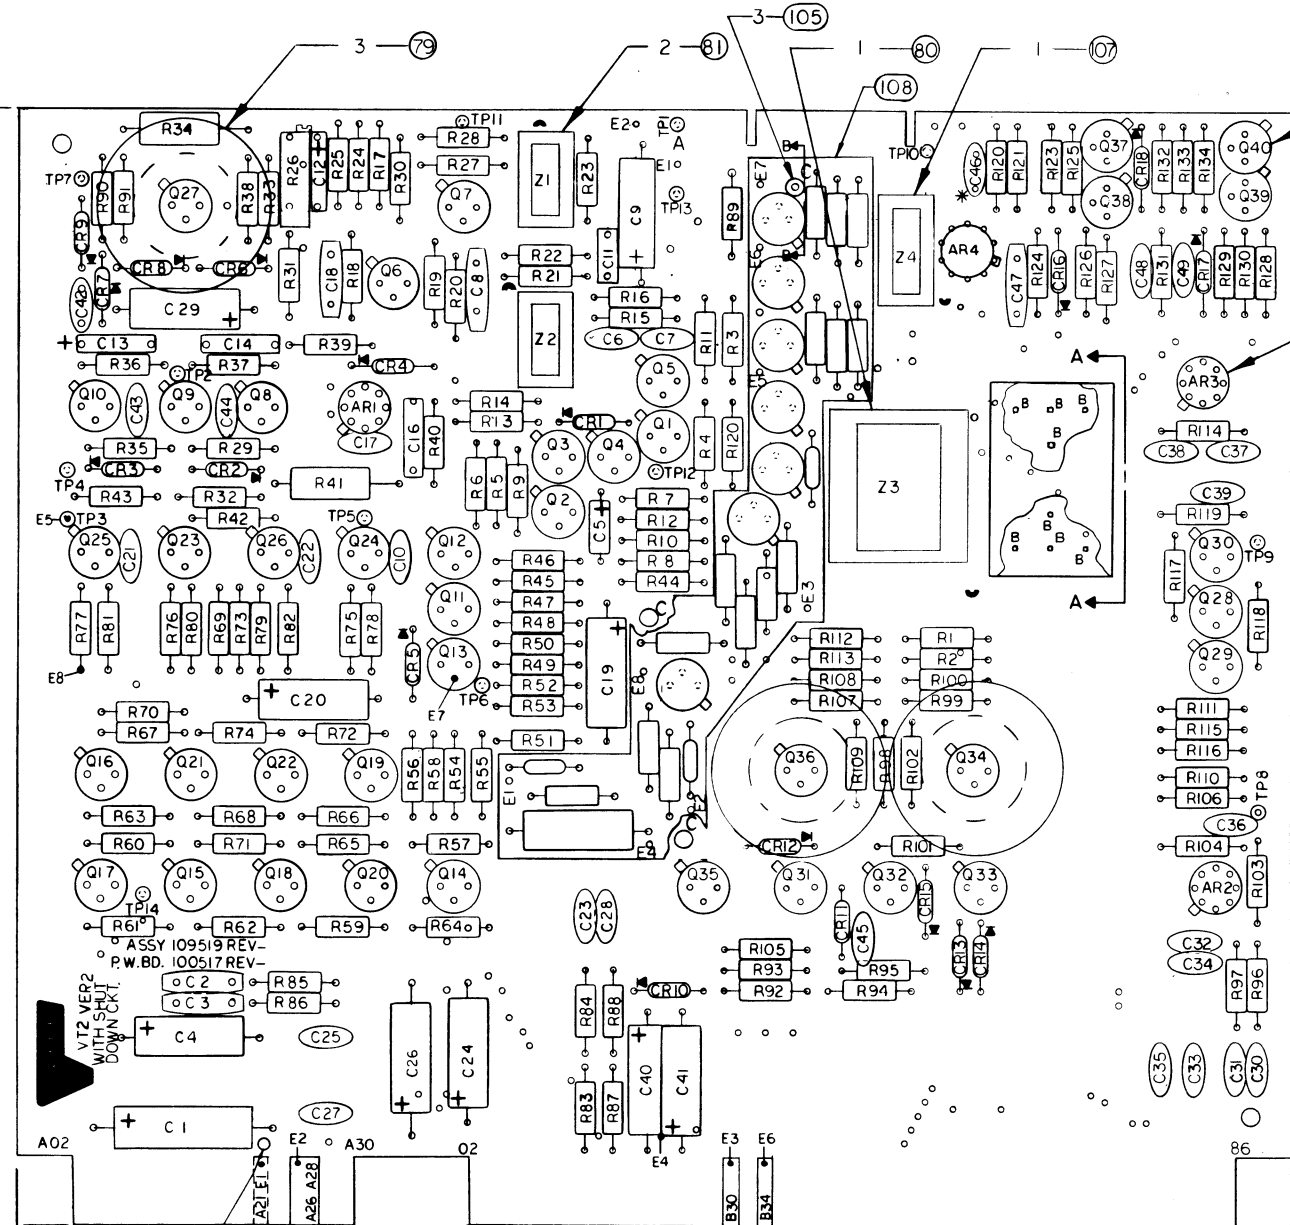 3 79
2 81
3 105
1 80
1 107
108
R34
TP7
R90
R91
Q27
R38
R33
R26
C12
R25
R24
R17
R30
TP11
R28
R27
Q7
Z1
R23
E2
TP1
A
E1
TP13
C9
C11
R89
E7
B
C
E6
B
TP10
Z4
AR4
C46
R120
R121
R123
R125
Q37
Q38
CR18
R132
R133
R134
Q40
Q39
CR9
CR7
CR8
CR6
C42
C29
R31
C18
R18
Q6
R19
R20
C8
R22
R21
R16
R15
C6
C7
R11
R3
C47
R124
CR16
R126
R127
C48
R131
C49
CR17
R129
R130
R128
C13
C14
R39
R36
R37
TP2
CR4
Z2
Q5
E5
A
AR3
Q10
C43
Q9
C44
Q8
AR1
C17
C16
R40
R14
R13
CR1
Q3
Q4
Q1
R4
R120
B B B
B
R114
C38
C37
R35
R29
CR3
CR2
TP4
R43
R32
R42
R41
R6
R5
R9
Q2
C5
TP12
R7
R12
R10
R8
R44
Z3
B
B B B
C39
R119
E5
TP3
TP5
Q25
C21
Q23
Q26
C22
Q24
C10
Q12
Q11
Q13
R46
R45
R47
R48
R50
R49
R52
R53
R51
E3
A
Q30
TP9
R117
Q28
R118
Q29
R77
R81
R76
R80
R69
R73
R79
R82
R75
R78
CR5
E8
E7
TP6
C19
C
E8
R112
R113
R108
R107
R1
R2
R100
R99
C20
R70
R67
R74
R72
R111
R115
R116
R110
R106
TP8
Q16
Q21
Q22
Q19
R56
R58
R54
R55
E1
E2
C
E4
Q36
R109
R98
R102
Q34
R63
R68
R66
R60
R71
R65
R57
CR12
R101
C36
R104
R103
AR2
Q17
Q15
Q18
Q20
Q14
Q35
Q31
Q32
CR15
Q33
TP14
R61
R62
R59
R64
C23
C28
CR11
C45
CR13
CR14
C32
C34
ASSY 109519 REV-
P.W.BD. 100517 REV-
R105
R93
R92
R95
R94
R97
R96
C2
C3
R85
R86
VT2 VER2
WITH SHUT
DOWN CKT.
C4
C25
C26
C24
R84
R88
CR10
C40
C41
R83
R87
C35
C33
C31
C30
C1
C27
A02
E2
A30
02
E4
E3
E6
86
A21 E1
A26 A28
B30
B34